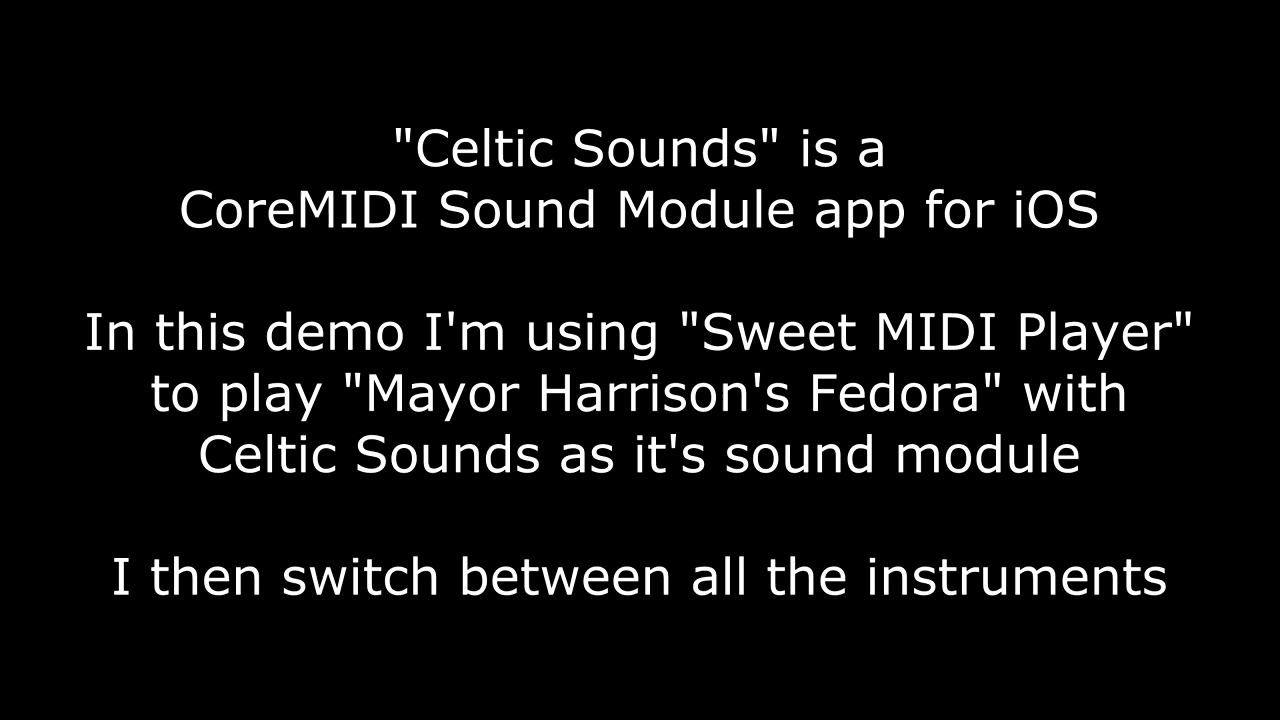 "Celtic Sounds" is a
CoreMIDI Sound Module app for iOS
In this demo I'm using "Sweet MIDI Player"
to play "Mayor Harrison's Fedora" with
Celtic Sounds as it's sound module
I then switch between all the instruments